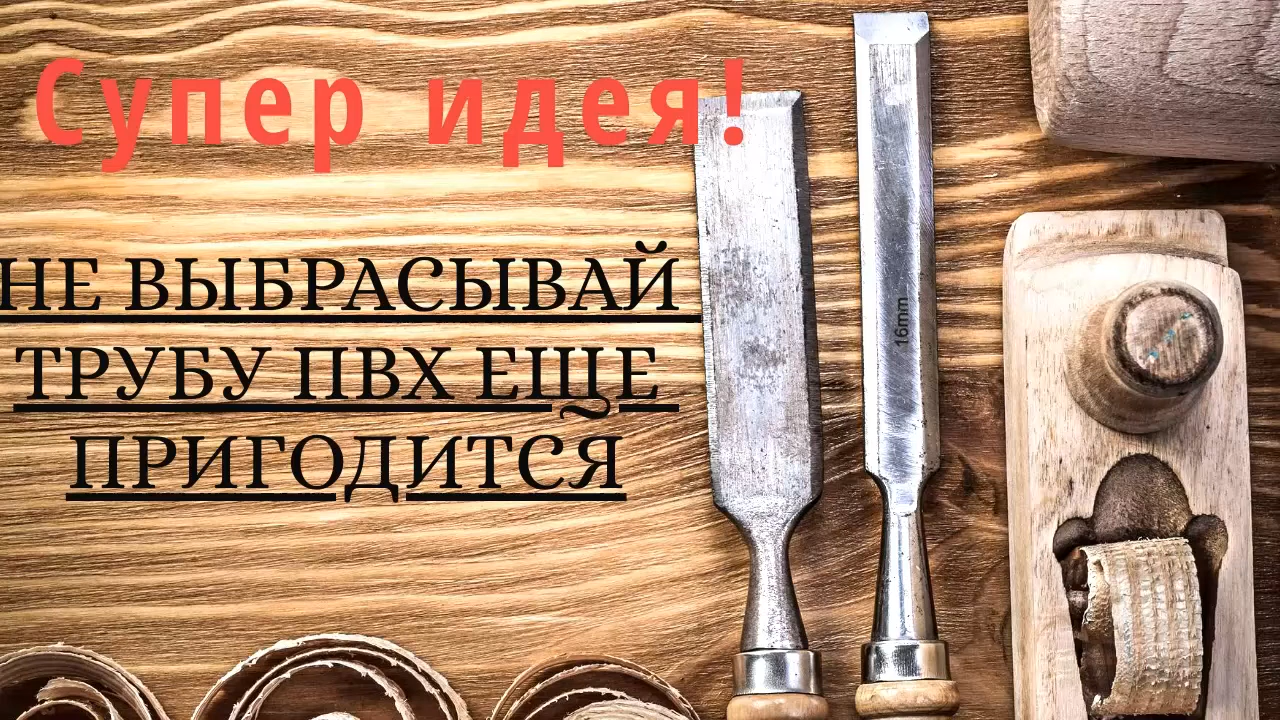 Супер идея!
НЕ ВЫБРАСЫВАЙ
ТРУБУ ПВХ ЕЩЕ
ПРИГОДИТСЯ
16mm